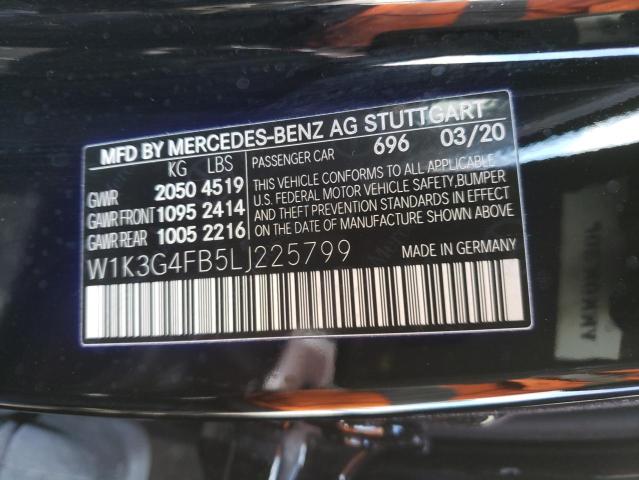 MFD BY MERCEDES-BENZ AG STUTTGART
KG LBS
GVWR 2050 4519
GAWR FRONT 1095 2414
GAWR REAR 1005 2216
PASSENGER CAR 696 03/20
THIS VEHICLE CONFORMS TO ALL APPLICABLE
U.S. FEDERAL MOTOR VEHICLE SAFETY, BUMPER
AND THEFT PREVENTION STANDARDS IN EFFECT
ON THE DATE OF MANUFACTURE SHOWN ABOVE.
W1K3G4FB5LJ225799
MADE IN GERMANY